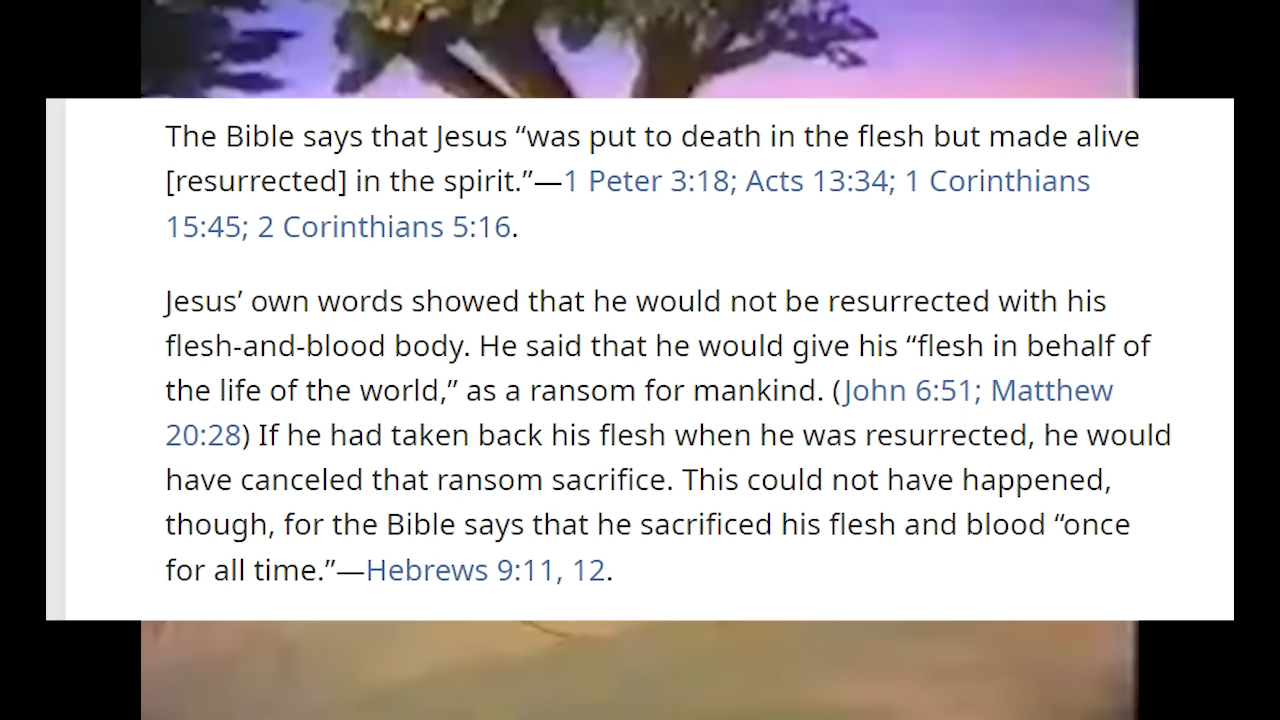 The Bible says that Jesus “was put to death in the flesh but made alive
[resurrected] in the spirit.”—1 Peter 3:18; Acts 13:34; 1 Corinthians
15:45; 2 Corinthians 5:16.
Jesus’ own words showed that he would not be resurrected with his
flesh-and-blood body. He said that he would give his “flesh in behalf of
the life of the world,” as a ransom for mankind. (John 6:51; Matthew
20:28) If he had taken back his flesh when he was resurrected, he would
have canceled that ransom sacrifice. This could not have happened,
though, for the Bible says that he sacrificed his flesh and blood “once
for all time.”—Hebrews 9:11, 12.